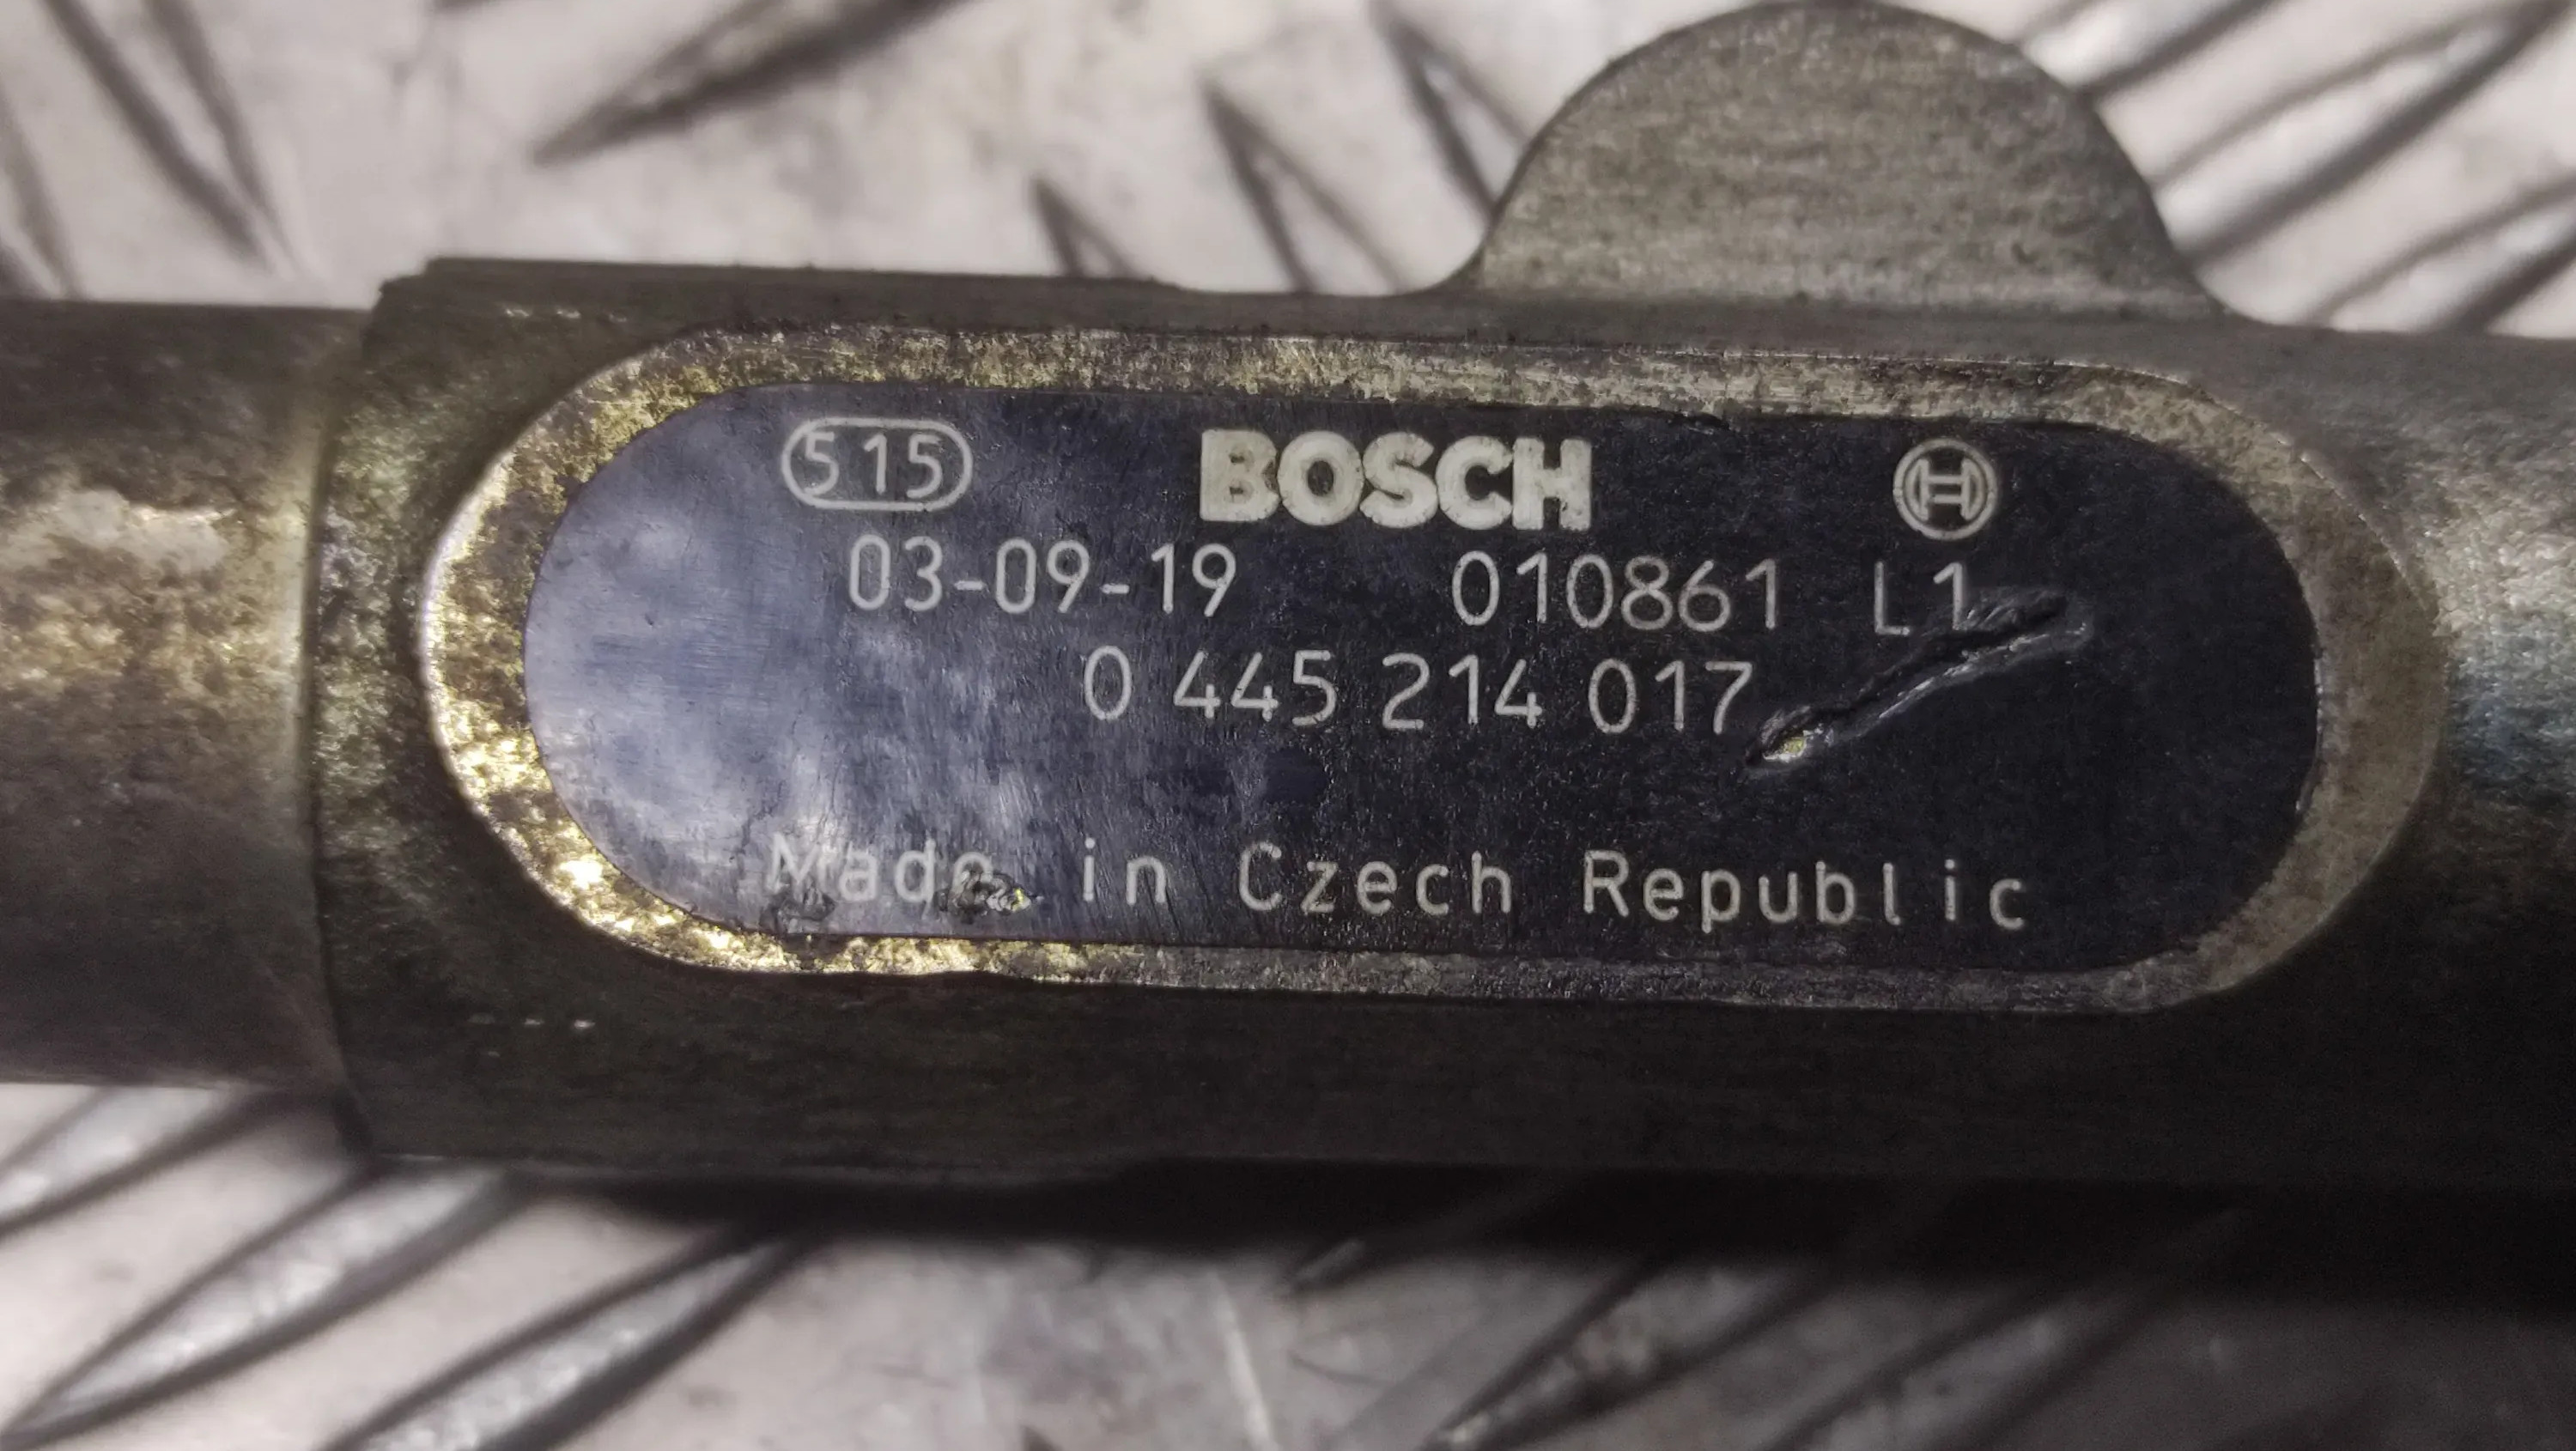 515 BOSCH
03-09-19 010861 L1
0 445 214 017
Made in Czech Republic